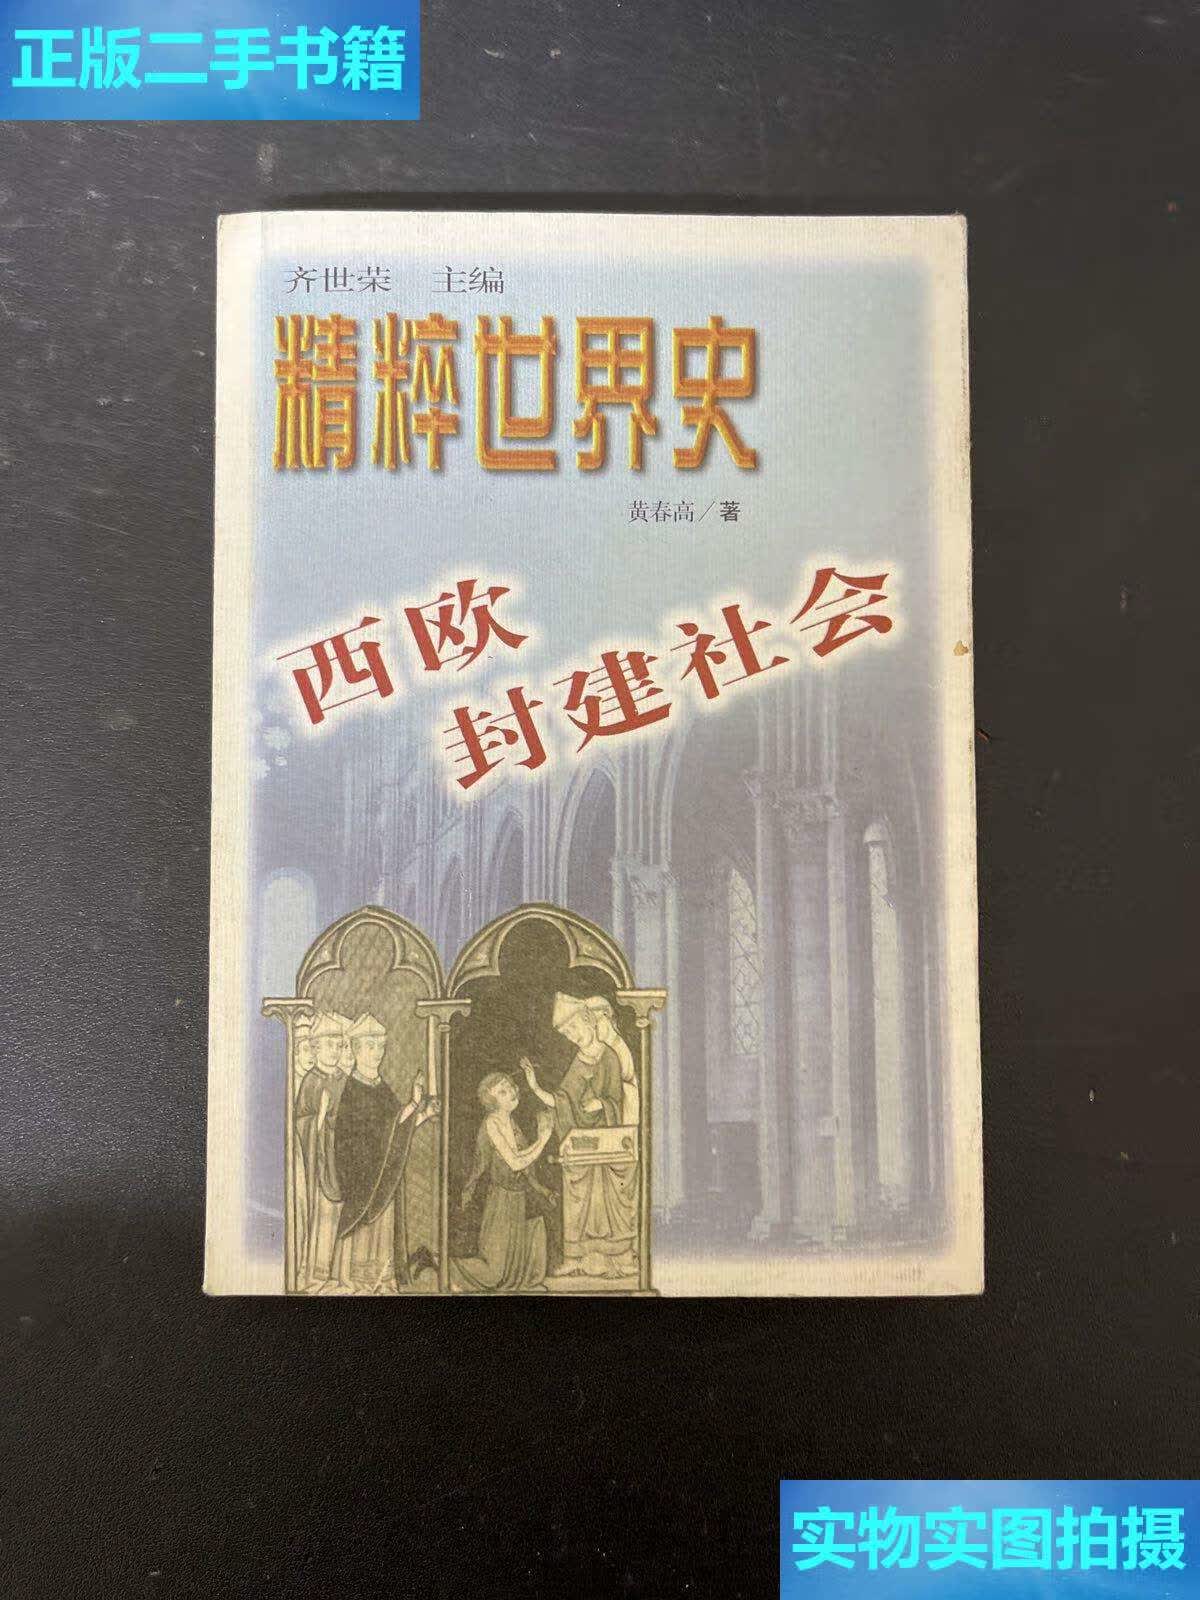 正版二手书籍
齐世荣 主编
精粹世界史
黄春高/著
西欧
封建社会
实物实图拍摄